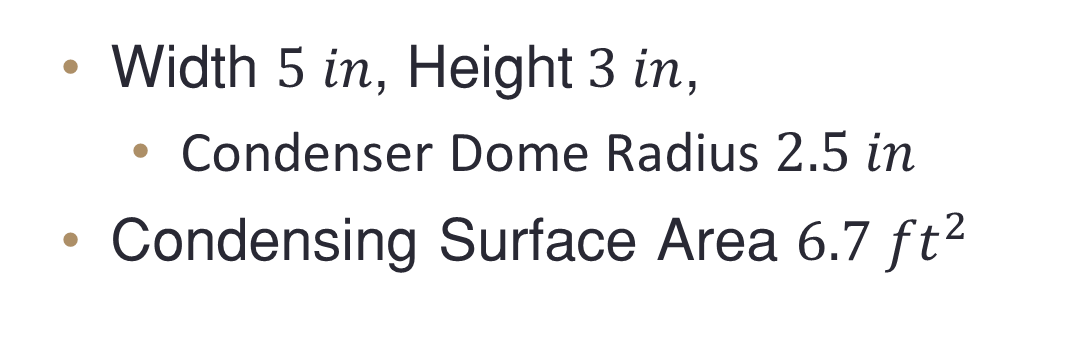 • Width 5 in, Height 3 in,
• Condenser Dome Radius 2.5 in
• Condensing Surface Area 6.7 ft²